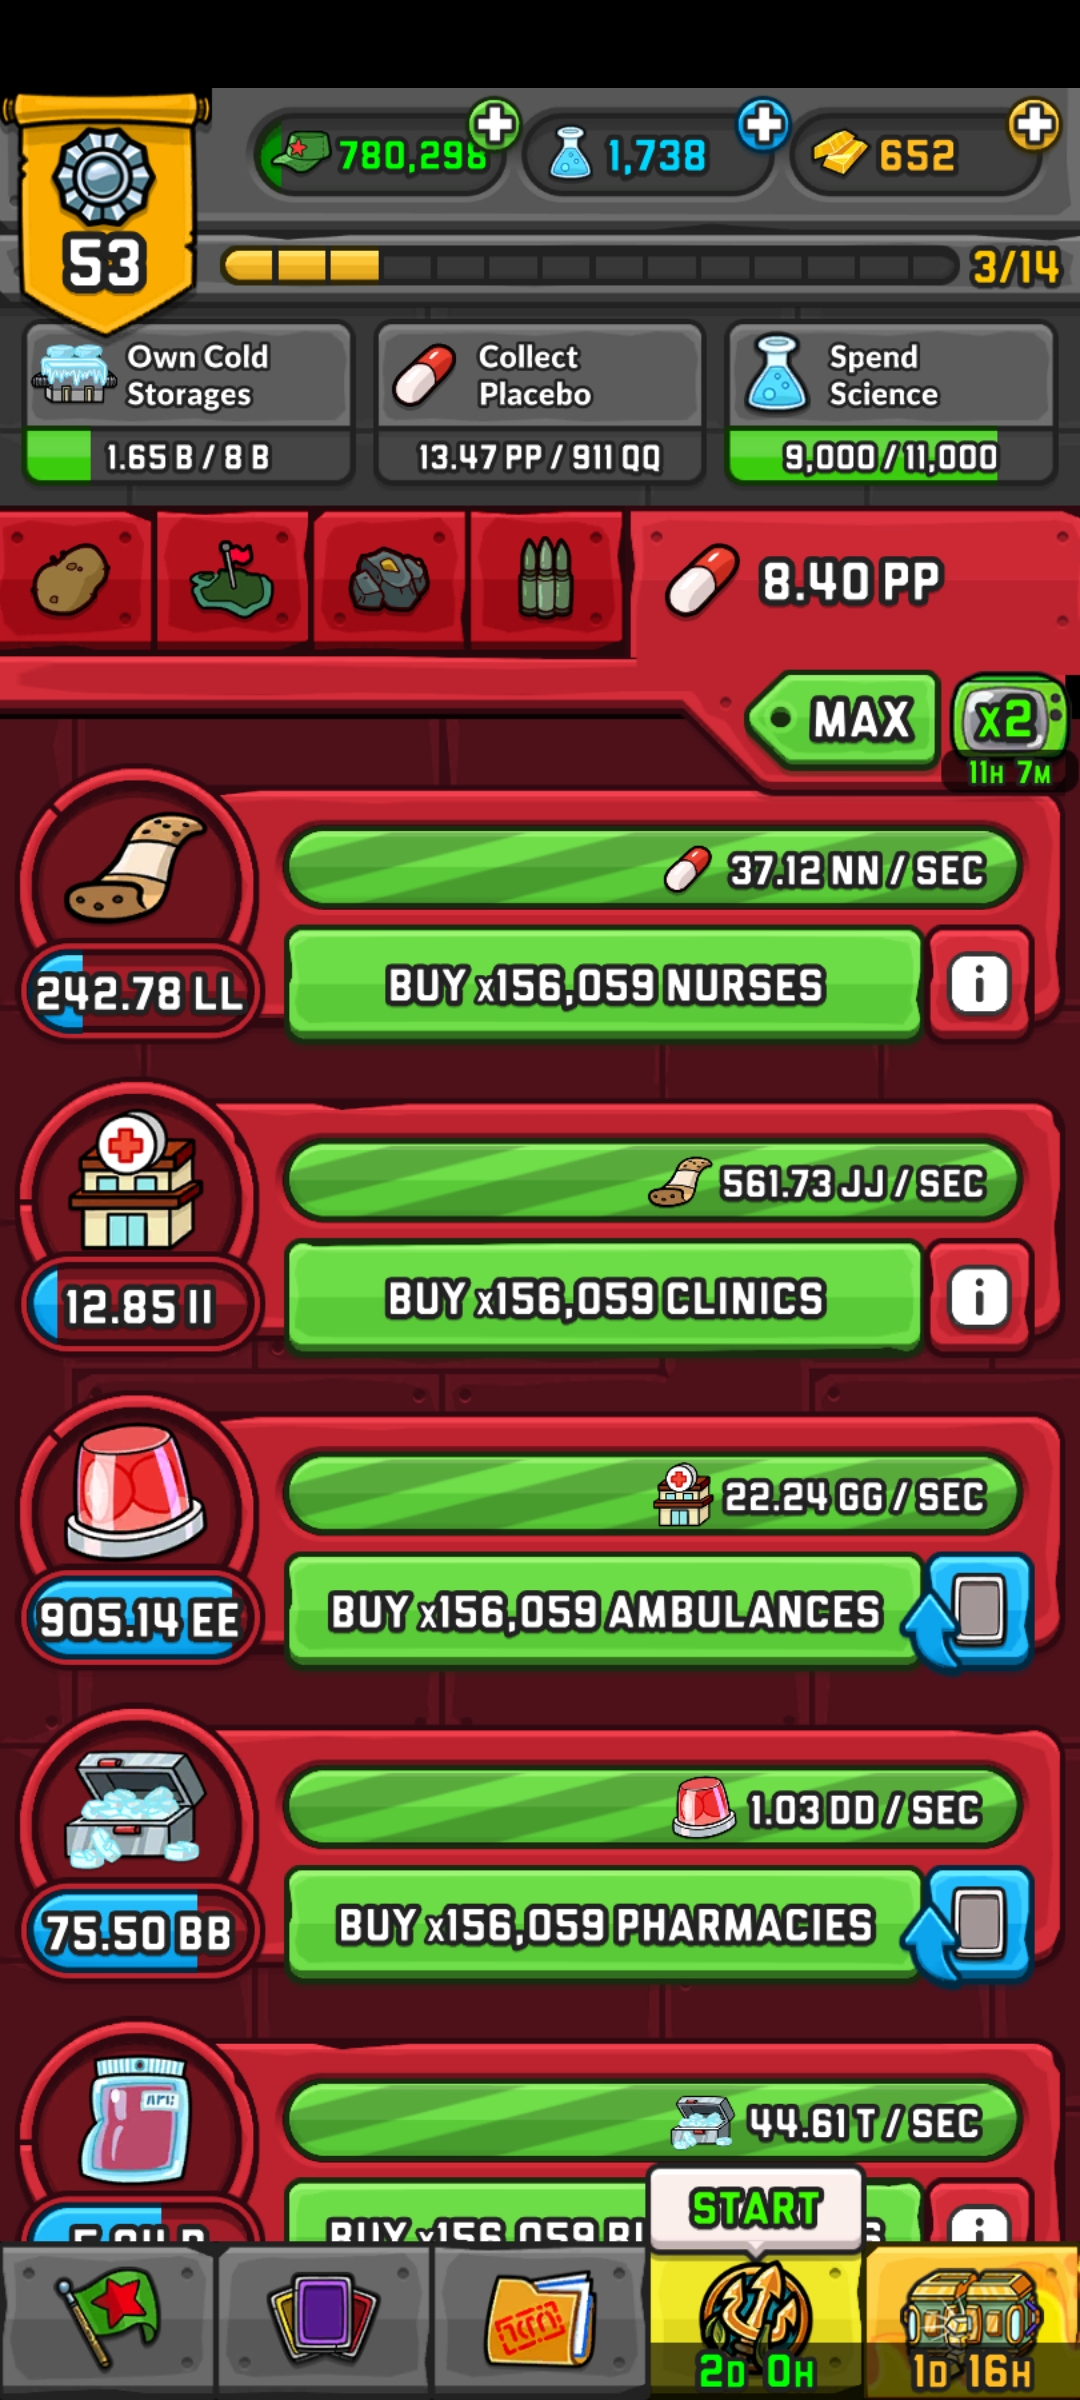 53
780,298
1,738
652
3/14
Own Cold
Storages
1.65 B / 8 B
Collect
Placebo
13.47 PP / 911 QQ
Spend
Science
9,000 / 11,000
8.40 PP
MAX
x2
11H 7M
37.12 NN / SEC
242.78 LL
BUY x156,059 NURSES
i
561.73 JJ / SEC
12.85 II
BUY x156,059 CLINICS
i
22.24 GG / SEC
905.14 EE
BUY x156,059 AMBULANCES
1.03 DD / SEC
75.50 BB
BUY x156,059 PHARMACIES
44.61 T / SEC
BUY x156,059
i
START
2D 0H
1D 16H